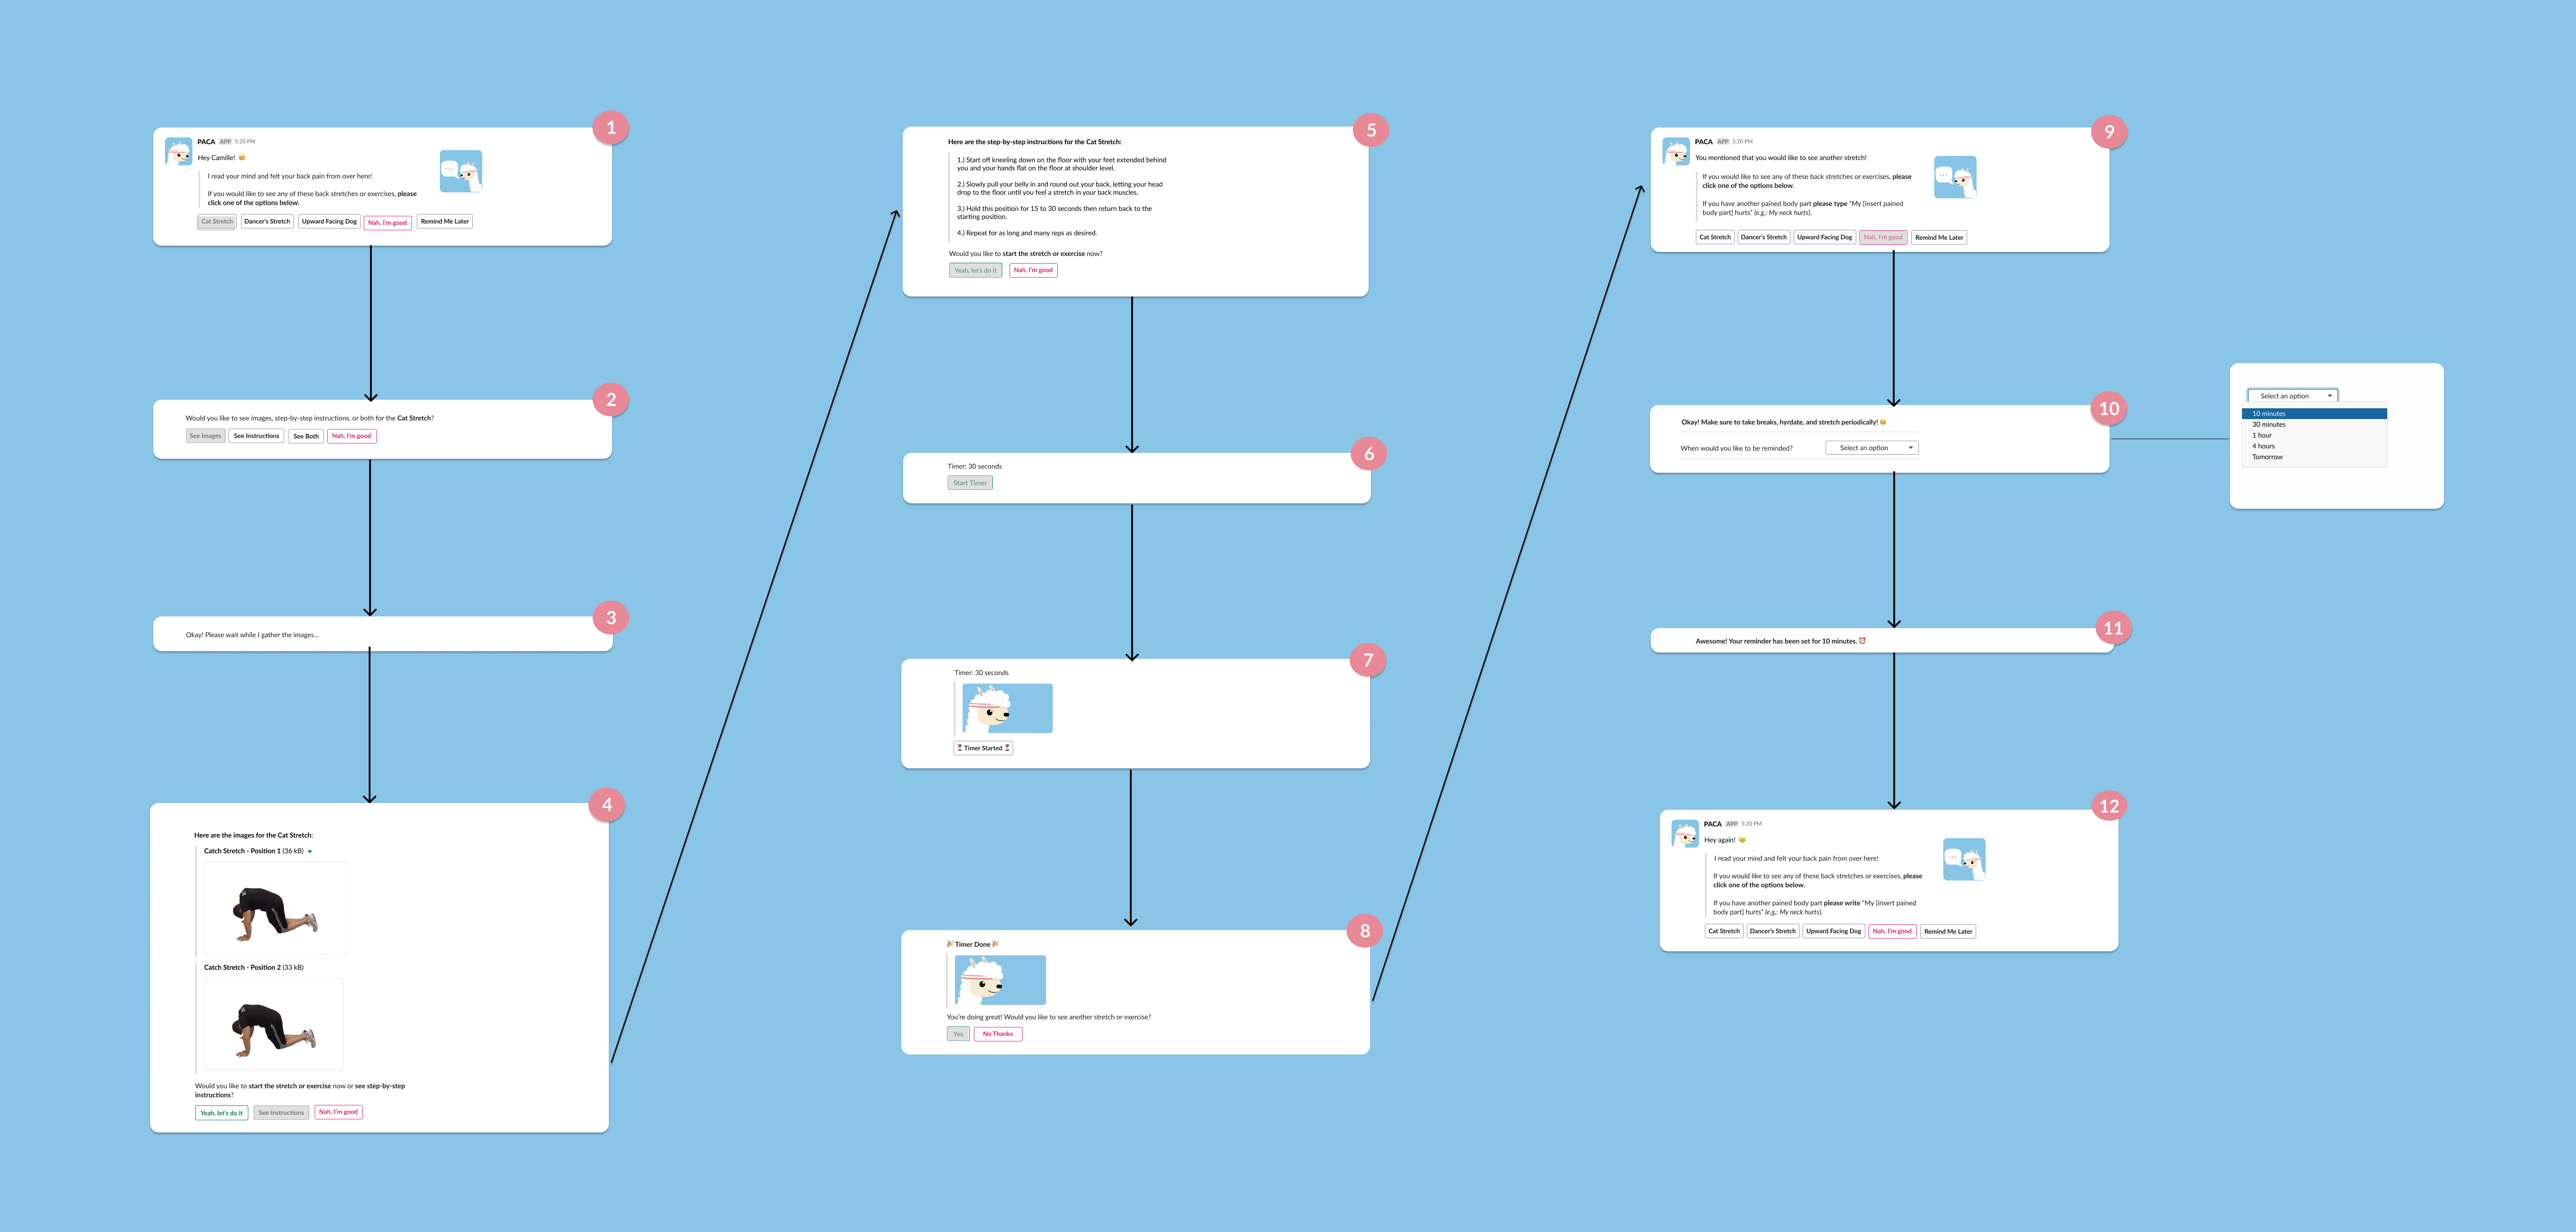 1
PACA APP 5:20 PM
Hey Camille!
I read your mind and felt your back pain from over here!
If you would like to see any of these back stretches or exercises, please
click one of the options below.
Cat Stretch
Dancer's Stretch
Upward Facing Dog
Nah, I'm good
Remind Me Later
2
Would you like to see images, step-by-step instructions, or both for the Cat Stretch?
See Images
See Instructions
See Both
Nah, I'm good
3
Okay! Please wait while I gather the images...
4
Here are the images for the Cat Stretch:
Catch Stretch - Position 1 (36 kB)
Catch Stretch - Position 2 (33 kB)
Would you like to start the stretch or exercise now or see step-by-step
instructions?
Yeah, let's do it
See Instructions
Nah, I'm good
5
Here are the step-by-step instructions for the Cat Stretch:
1.) Start off kneeling down on the floor with your feet extended behind
you and your hands flat on the floor at shoulder level.
2.) Slowly pull your belly in and round out your back, letting your head
drop to the floor until you feel a stretch in your back muscles.
3.) Hold this position for 15 to 30 seconds then return back to the
starting position.
4.) Repeat for as long and many reps as desired.
Would you like to start the stretch or exercise now?
Yeah, let's do it
Nah, I'm good
6
Timer: 30 seconds
Start Timer
7
Timer: 30 seconds
Timer Started
8
Timer Done
You're doing great! Would you like to see another stretch or exercise?
Yes
No Thanks
9
PACA APP 5:20 PM
You mentioned that you would like to see another stretch!
If you would like to see any of these back stretches or exercises, please
click one of the options below.
If you have another pained body part please type "My [insert pained
body part] hurts" (e.g.: My neck hurts).
Cat Stretch
Dancer's Stretch
Upward Facing Dog
Nah, I'm good
Remind Me Later
10
Okay! Make sure to take breaks, hyrdate, and stretch periodically!
When would you like to be reminded?
Select an option
Select an option
10 minutes
30 minutes
1 hour
4 hours
Tomorrow
11
Awesome! Your reminder has been set for 10 minutes.
12
PACA APP 5:20 PM
Hey again!
I read your mind and felt your back pain from over here!
If you would like to see any of these back stretches or exercises, please
click one of the options below.
If you have another pained body part please write "My [insert pained
body part] hurts" (e.g.: My neck hurts).
Cat Stretch
Dancer's Stretch
Upward Facing Dog
Nah, I'm good
Remind Me Later